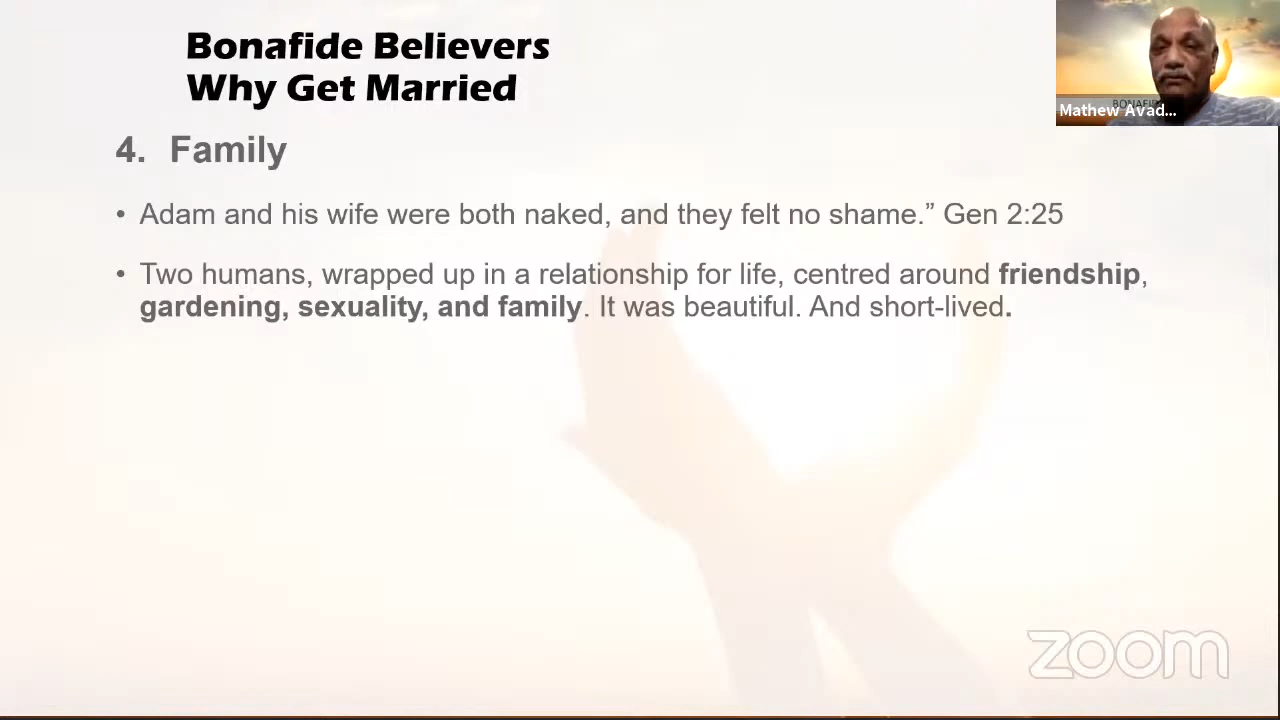 Bonafide Believers
Why Get Married
4. Family
• Adam and his wife were both naked, and they felt no shame.” Gen 2:25
• Two humans, wrapped up in a relationship for life, centred around friendship,
gardening, sexuality, and family. It was beautiful. And short-lived.
Mathew Avad...
zoom